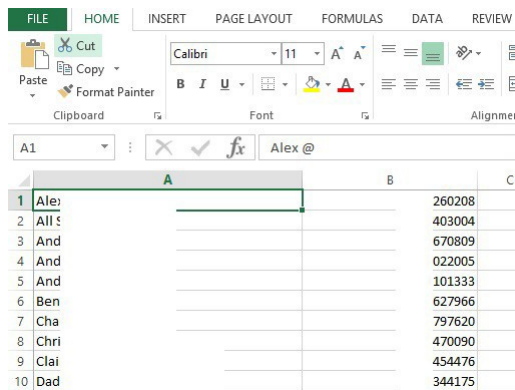 FILE HOME INSERT PAGE LAYOUT FORMULAS DATA REVIEW
Cut
Copy
Format Painter
Paste
Clipboard
Calibri 11 A A
B I U A
Font
Alignmen
A1 fx Alex @
A B C
1 Alex 260208
2 All S 403004
3 And 670809
4 And 022005
5 And 101333
6 Ben 627966
7 Cha 797620
8 Chri 470090
9 Clai 454476
10 Dad 344175